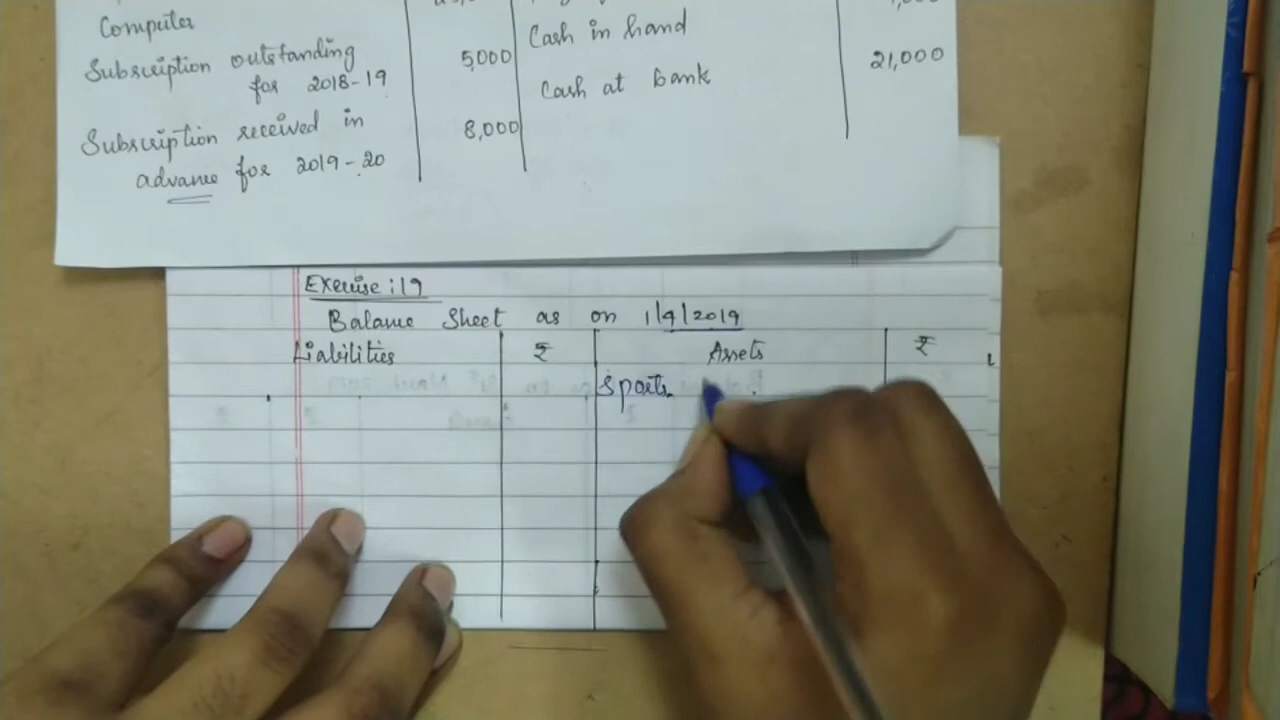 Computer
Subscription outstanding 5,000
for 2018-19
Subscription received in 8,000
advance for 2019-20
Cash in hand
Cash at bank 21,000
Exercise: 19
Balance Sheet as on 1/4/2019
Liabilities ₹ Assets ₹
Sports